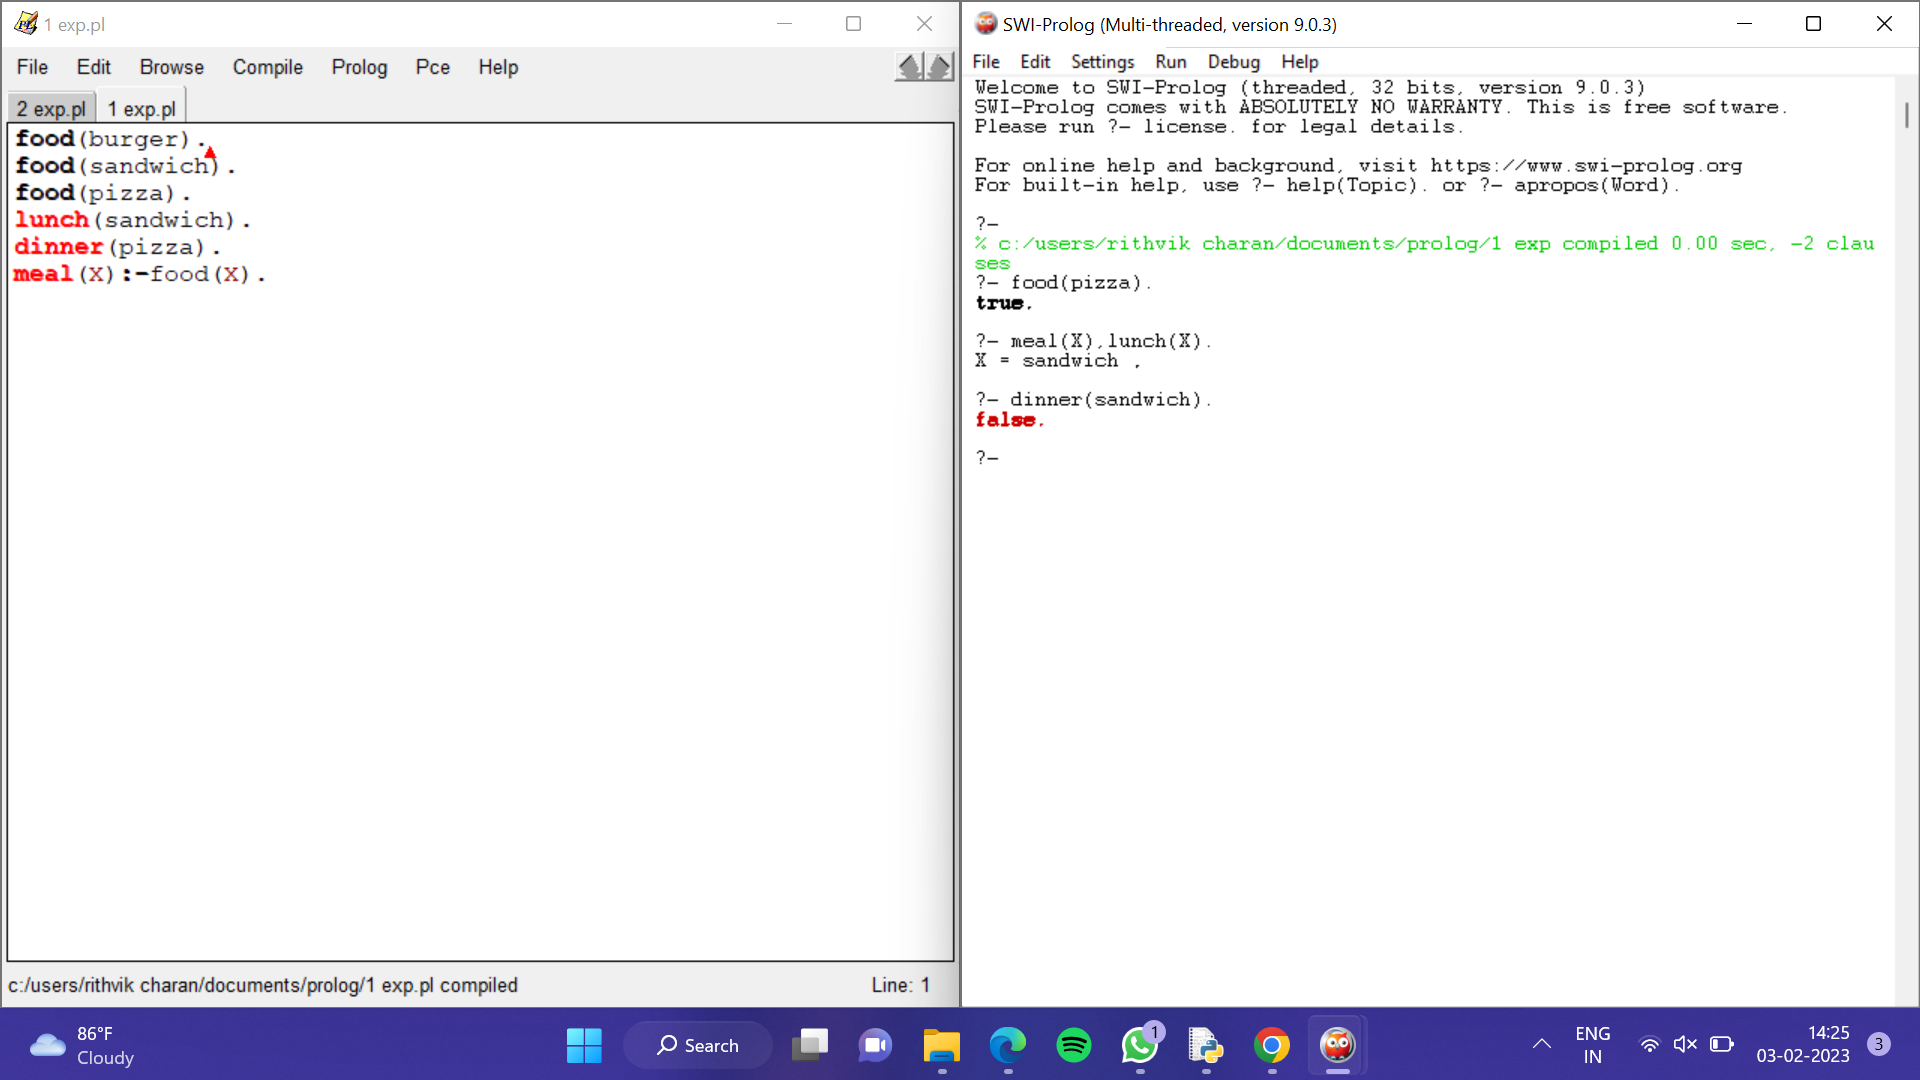 1 exp.pl
File Edit Browse Compile Prolog Pce Help
2 exp.pl 1 exp.pl
food(burger).
food(sandwich).
food(pizza).
lunch(sandwich).
dinner(pizza).
meal(X):-food(X).
c:/users/rithvik charan/documents/prolog/1 exp.pl compiled Line: 1
SWI-Prolog (Multi-threaded, version 9.0.3)
File Edit Settings Run Debug Help
Welcome to SWI-Prolog (threaded, 32 bits, version 9.0.3)
SWI-Prolog comes with ABSOLUTELY NO WARRANTY. This is free software.
Please run ?- license. for legal details.
For online help and background, visit https://www.swi-prolog.org
For built-in help, use ?- help(Topic). or ?- apropos(Word).
?-
% c:/users/rithvik charan/documents/prolog/1 exp compiled 0.00 sec, -2 clau
ses
?- food(pizza).
true.
?- meal(X),lunch(X).
X = sandwich .
?- dinner(sandwich).
false.
?-
86°F
Cloudy
Search
1
ENG
IN
14:25
03-02-2023
3